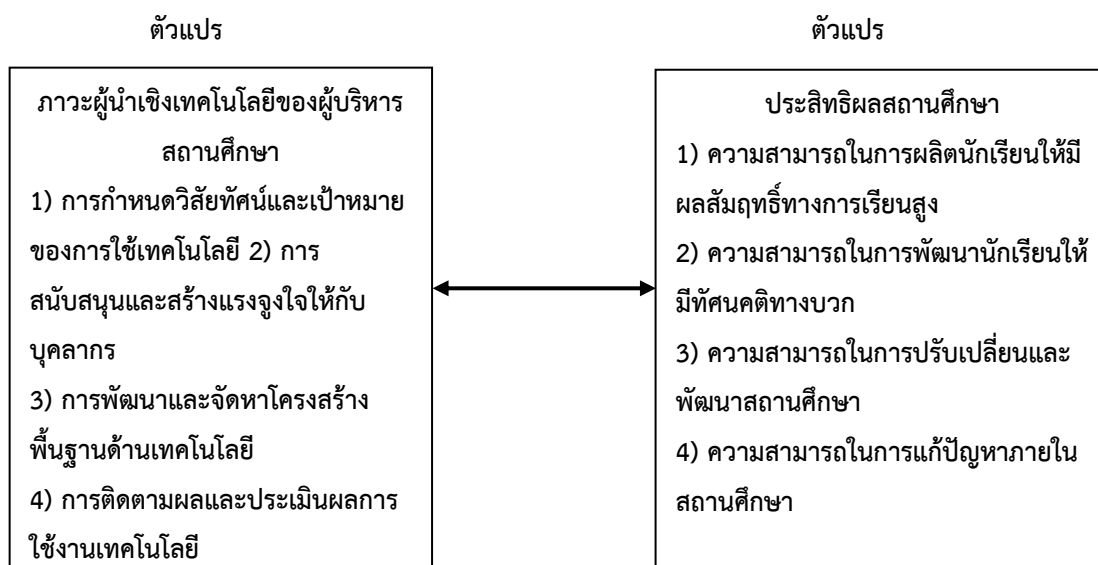 ตัวแปร
ภาวะผู้นำเชิงเทคโนโลยีของผู้บริหาร
สถานศึกษา
1) การกำหนดวิสัยทัศน์และเป้าหมาย
ของการใช้เทคโนโลยี 2) การ
สนับสนุนและสร้างแรงจูงใจให้กับ
บุคลากร
3) การพัฒนาและจัดหาโครงสร้าง
พื้นฐานด้านเทคโนโลยี
4) การติดตามผลและประเมินผลการ
ใช้งานเทคโนโลยี
ตัวแปร
ประสิทธิผลสถานศึกษา
1) ความสามารถในการผลิตนักเรียนให้มี
ผลสัมฤทธิ์ทางการเรียนสูง
2) ความสามารถในการพัฒนานักเรียนให้
มีทัศนคติทางบวก
3) ความสามารถในการปรับเปลี่ยนและ
พัฒนาสถานศึกษา
4) ความสามารถในการแก้ปัญหาภายใน
สถานศึกษา